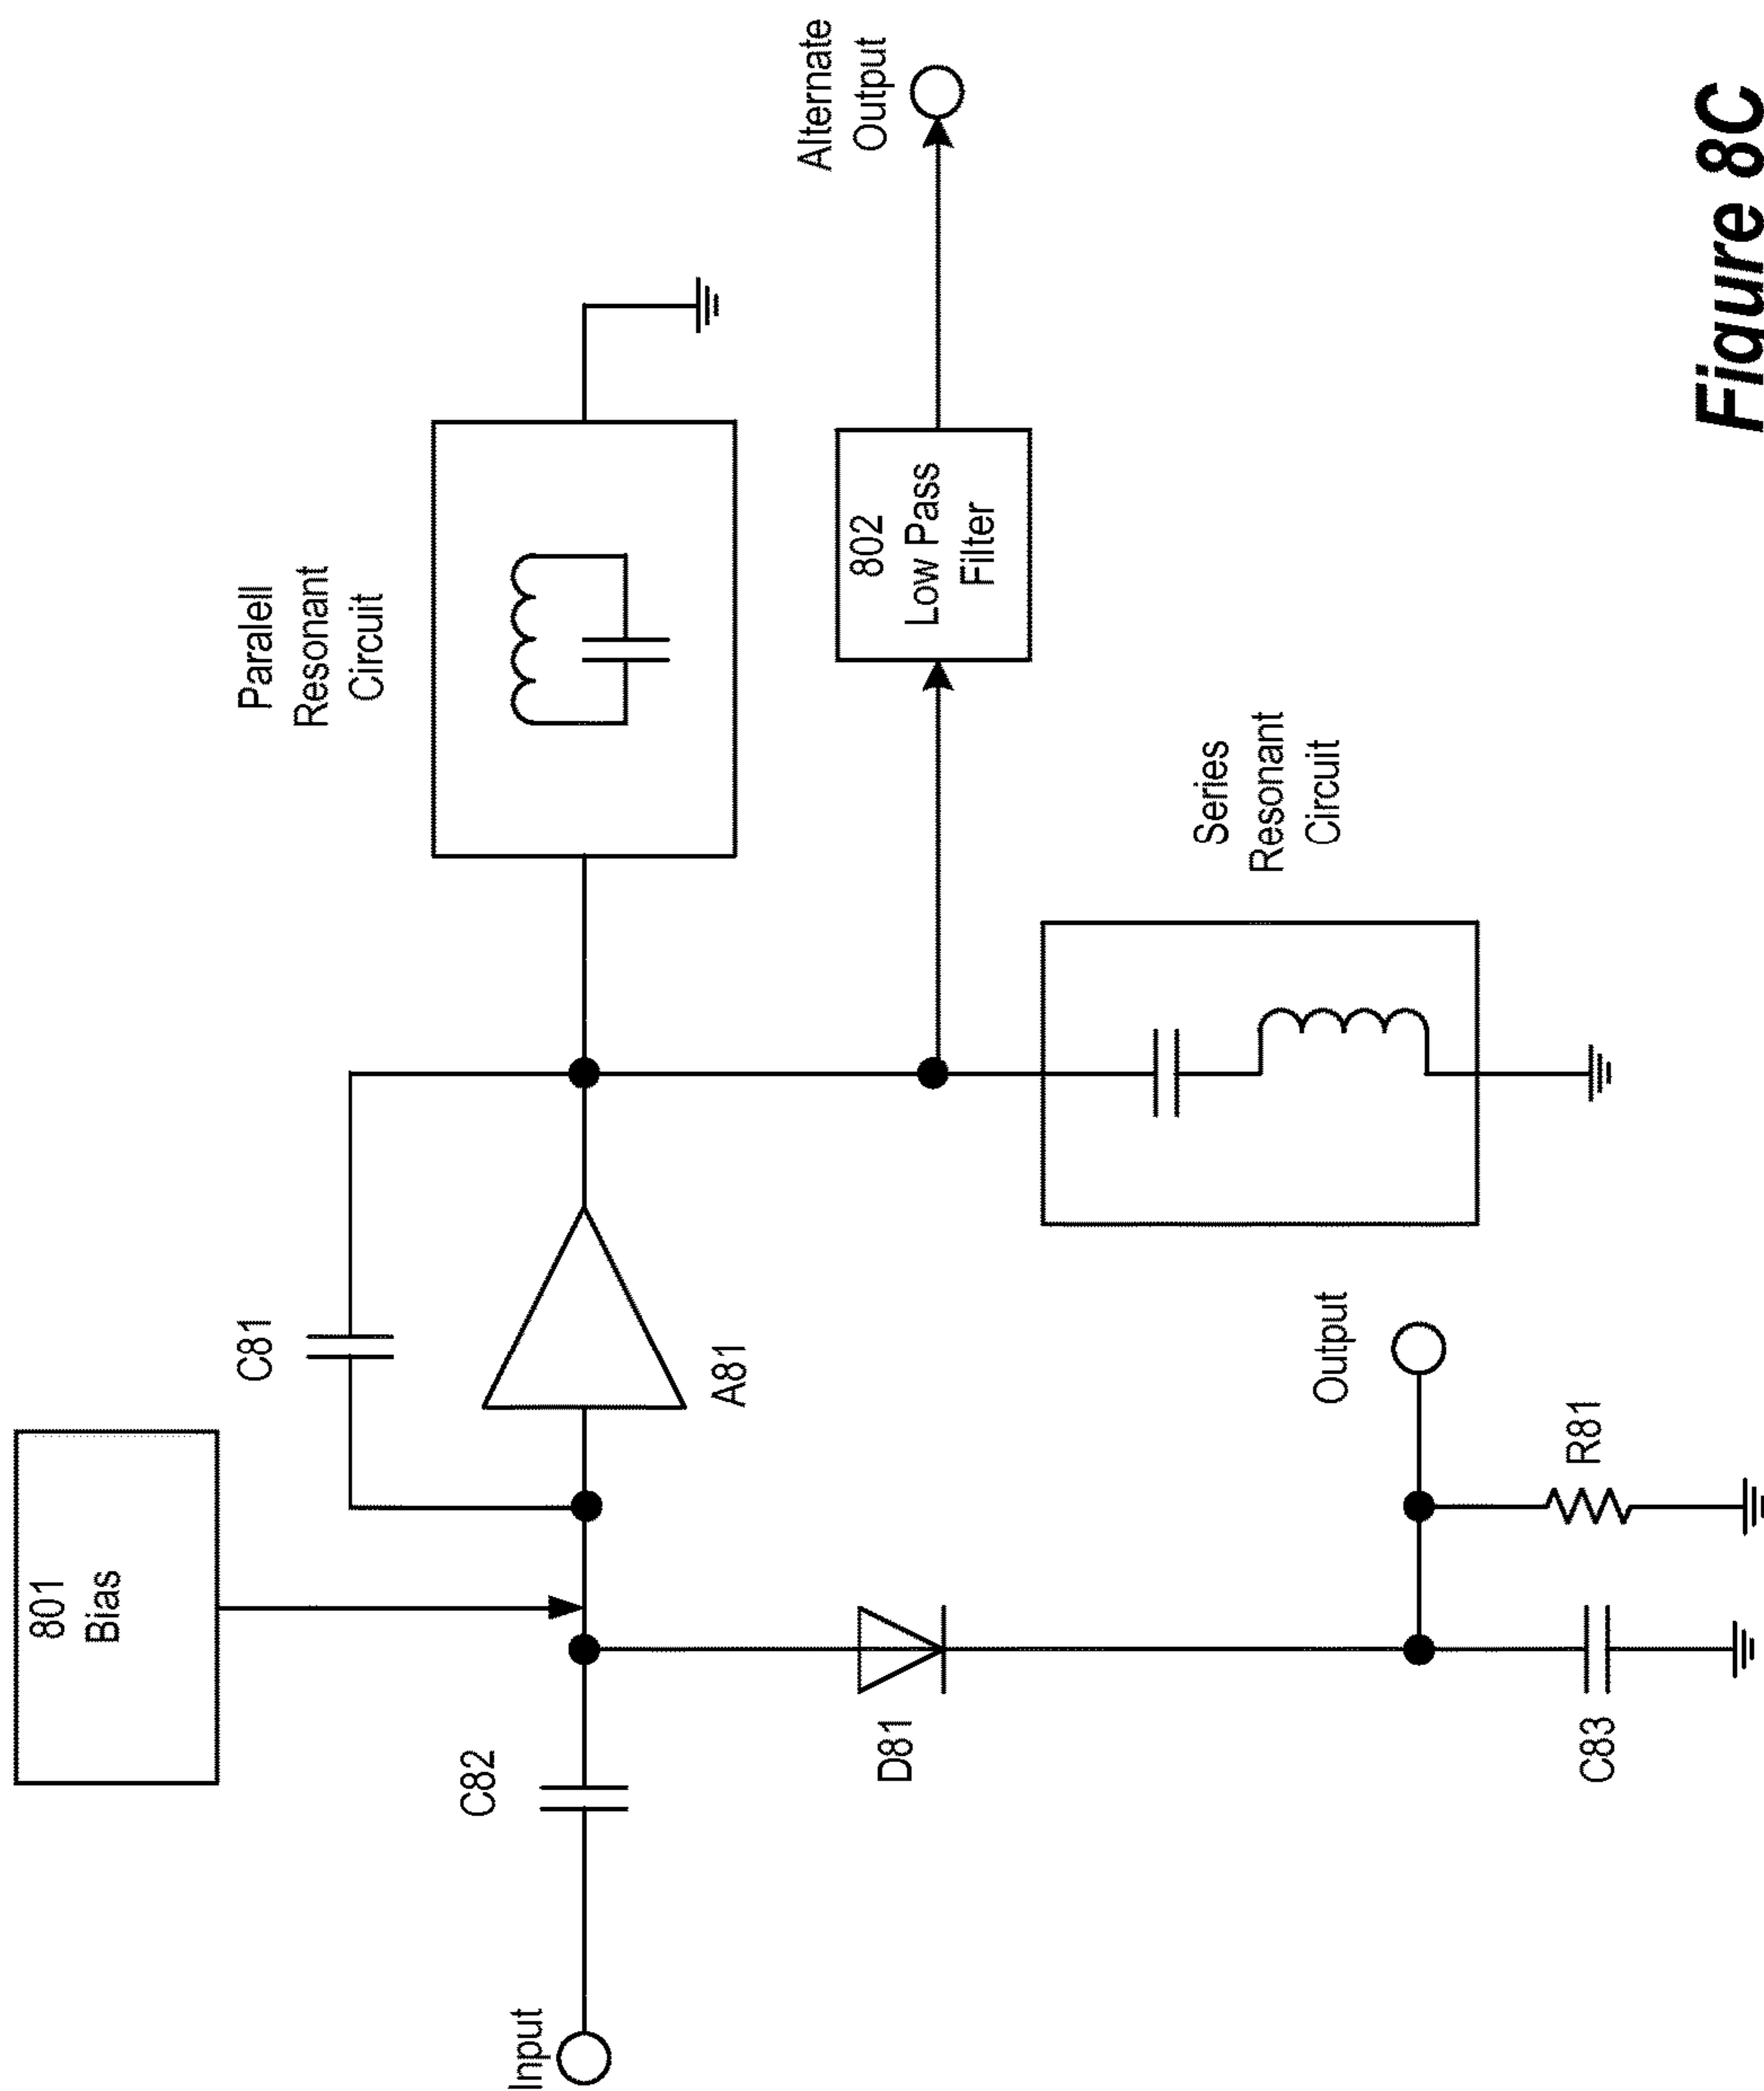 801
Bias
C81
Paralell
Resonant
Circuit
C82
Input
A81
Alternate
Output
802
Low Pass
Filter
D81
Series
Resonant
Circuit
Output
C83
R81
Figure 8C